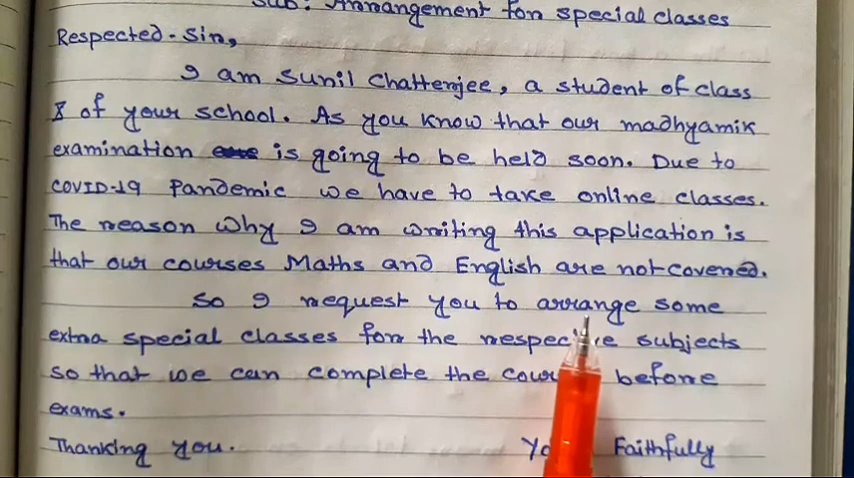 Sub: Arrangement for special classes
Respected - Sir,
I am Sunil Chatterjee, a student of class
X of your school. As you know that our madhyamik
examination is going to be held soon. Due to
COVID-19 Pandemic we have to take online classes.
The reason why I am writing this application is
that our courses Maths and English are not covered.
So I request you to arrange some
extra special classes for the respective subjects
so that we can complete the cour before
exams.
Thanking you. Yo Faithfully